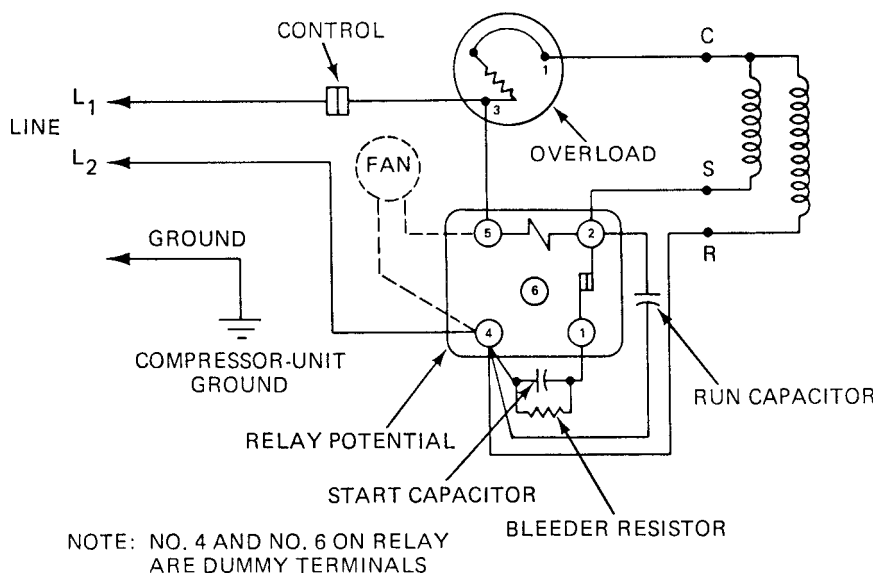 CONTROL
C
L1
1
3
LINE
OVERLOAD
L2
FAN
S
GROUND
5
2
R
6
4
1
COMPRESSOR-UNIT
GROUND
RUN CAPACITOR
RELAY POTENTIAL
START CAPACITOR
BLEEDER RESISTOR
NOTE: NO. 4 AND NO. 6 ON RELAY
ARE DUMMY TERMINALS